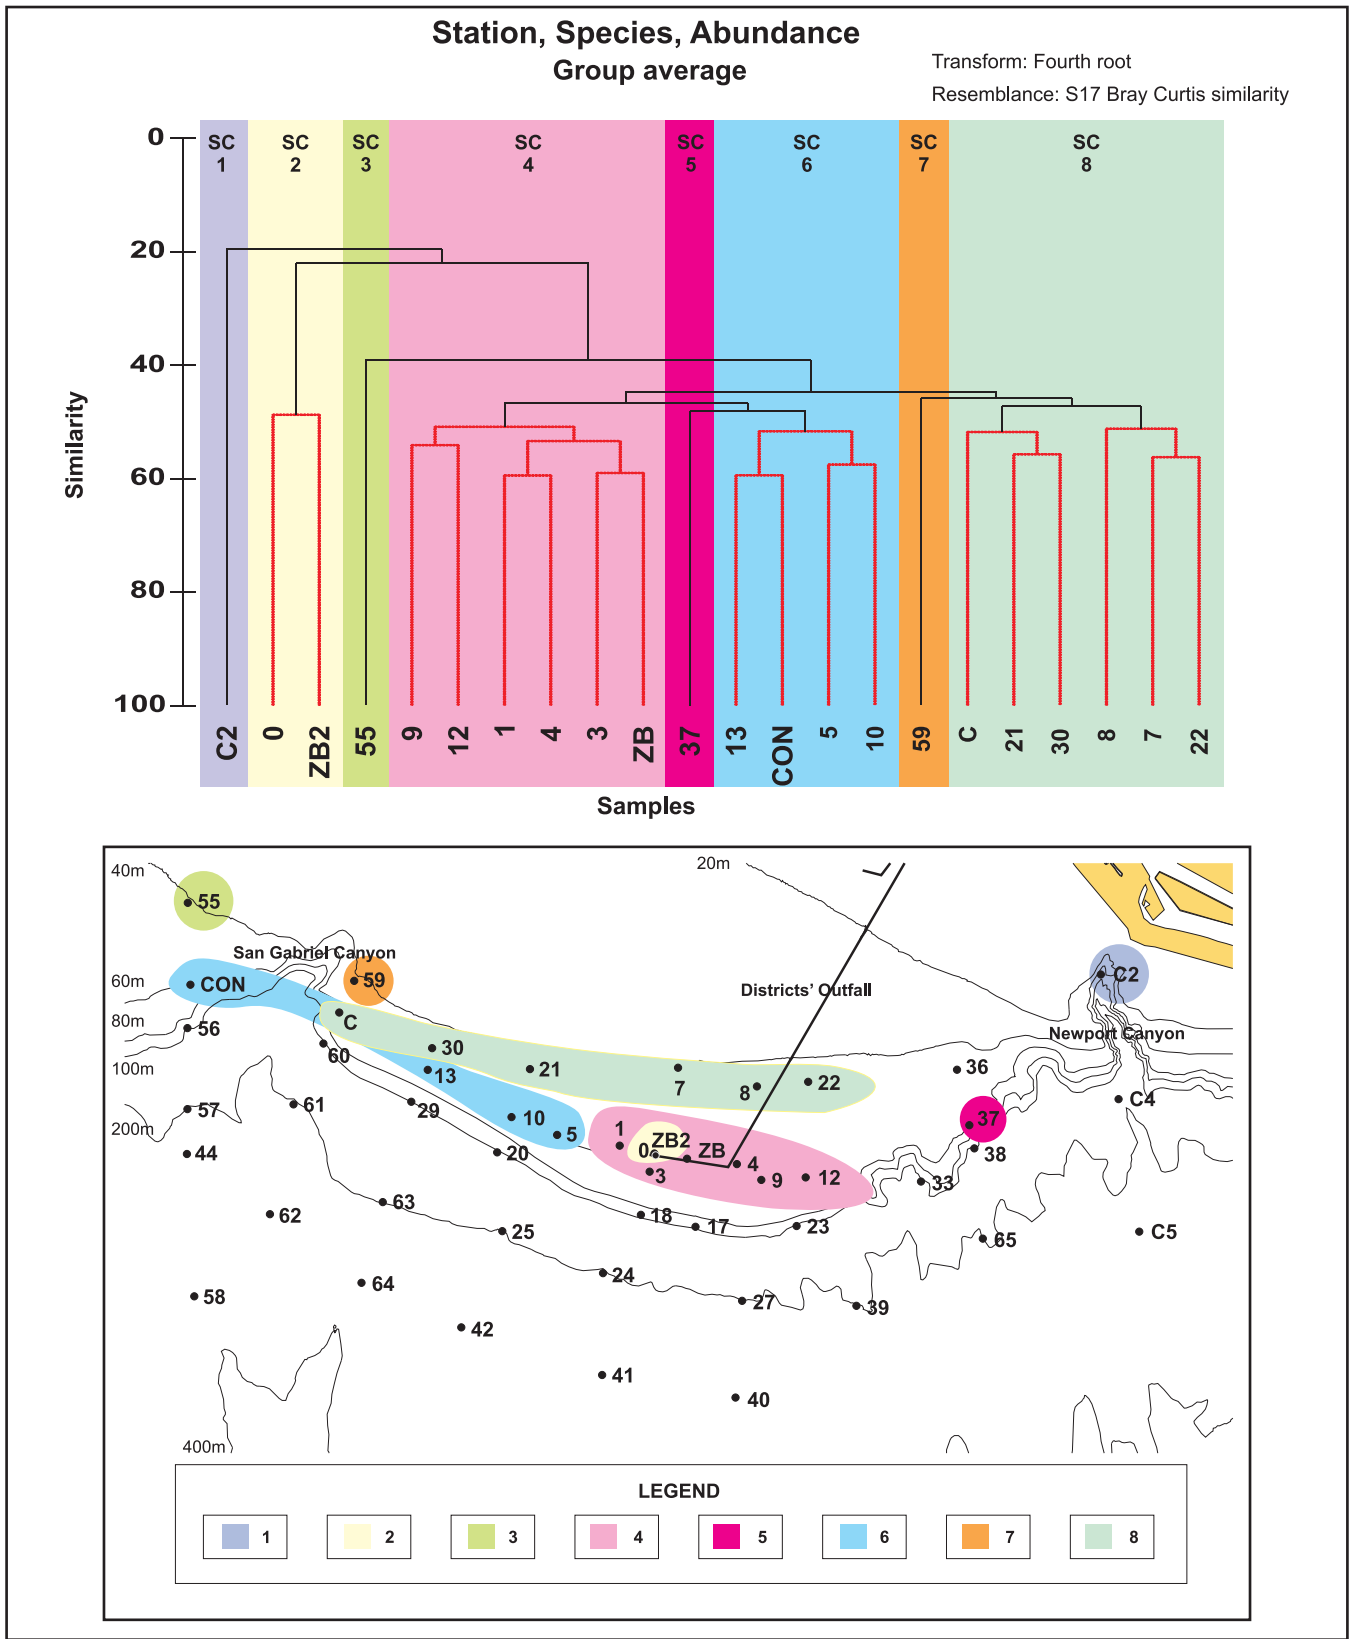 Station, Species, Abundance
Group average
Transform: Fourth root
Resemblance: S17 Bray Curtis similarity
SC 1
SC 2
SC 3
SC 4
SC 5
SC 6
SC 7
SC 8
0
20
40
60
80
100
Similarity
C2
0
ZB2
55
9
12
1
4
3
ZB
37
13
CON
5
10
59
C
21
30
8
7
22
Samples
40m
20m
55
San Gabriel Canyon
59
C2
60m
CON
Districts' Outfall
80m
C
56
Newport Canyon
60
30
100m
13
21
7
8
22
36
57
61
29
10
C4
200m
5
1
37
44
20
0
ZB2
ZB
4
38
3
9
12
33
62
63
18
17
23
25
65
C5
64
24
58
27
39
42
41
40
400m
LEGEND
1
2
3
4
5
6
7
8